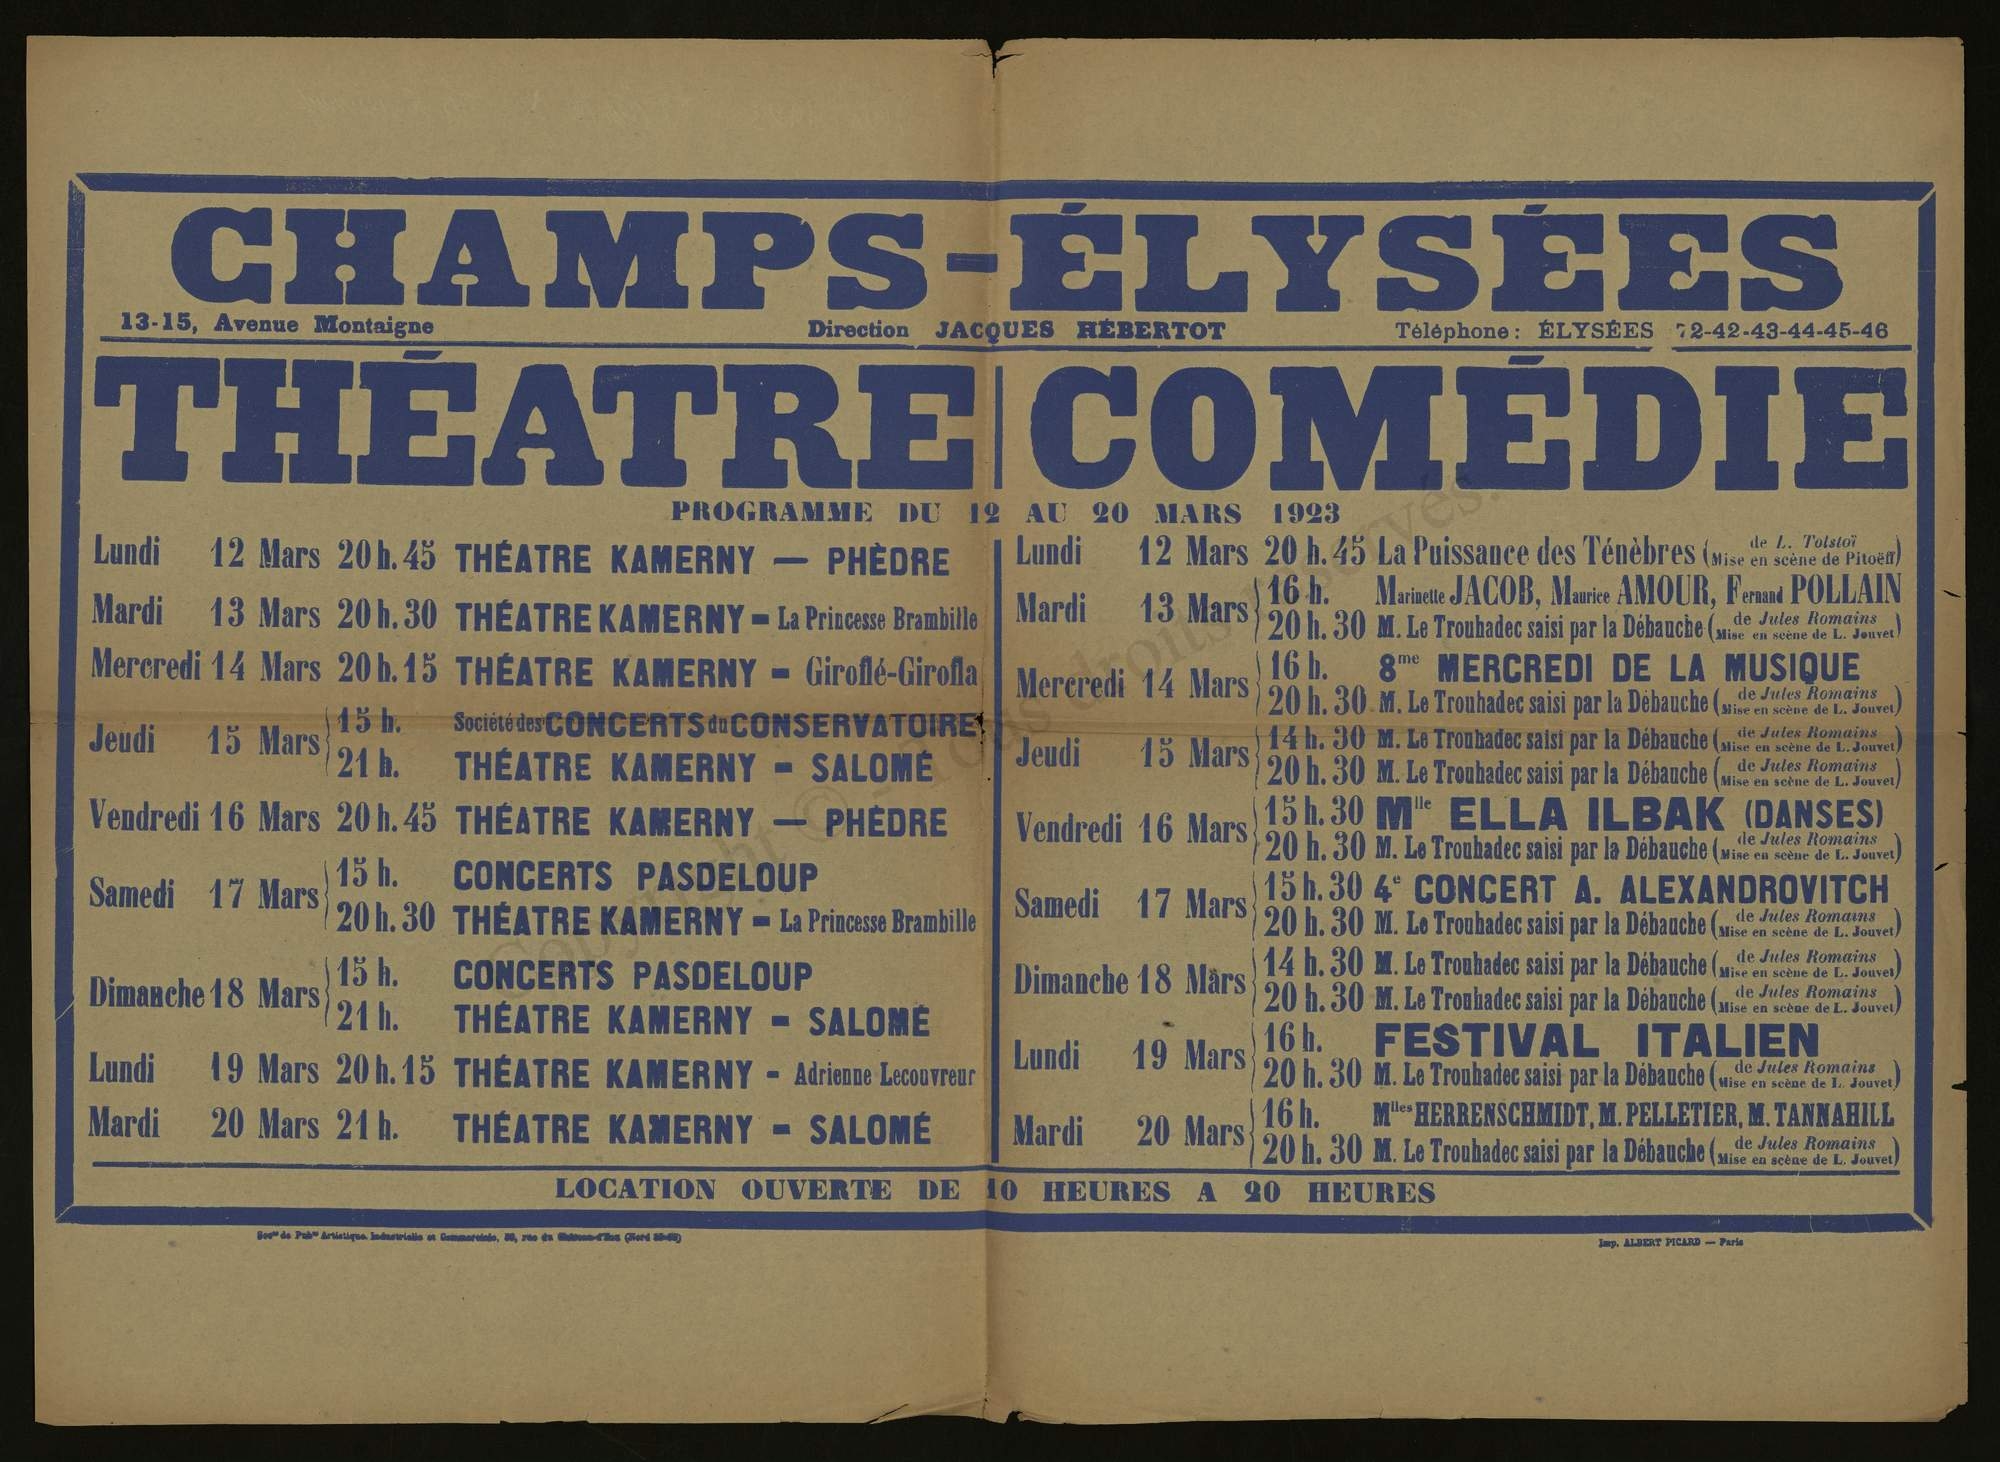 CHAMPS-ÉLYSÉES
13-15, Avenue Montaigne Direction JACQUES HÉBERTOT Téléphone: ÉLYSÉES 72-42-43-44-45-46
THÉATRE COMÉDIE
PROGRAMME DU 12 AU 20 MARS 1923
Lundi 12 Mars 20 h. 45 THÉATRE KAMERNY — PHÈDRE
Mardi 13 Mars 20 h. 30 THÉATRE KAMERNY - La Princesse Brambille
Mercredi 14 Mars 20 h. 15 THÉATRE KAMERNY - Giroflé-Girofla
Jeudi 15 Mars
15 h. Société des CONCERTS du CONSERVATOIRE
21 h. THÉATRE KAMERNY - SALOMÉ
Vendredi 16 Mars 20 h. 45 THÉATRE KAMERNY — PHÈDRE
Samedi 17 Mars
15 h. CONCERTS PASDELOUP
20 h. 30 THÉATRE KAMERNY - La Princesse Brambille
Dimanche 18 Mars
15 h. CONCERTS PASDELOUP
21 h. THÉATRE KAMERNY - SALOMÉ
Lundi 19 Mars 20 h. 15 THÉATRE KAMERNY - Adrienne Lecouvreur
Mardi 20 Mars 21 h. THÉATRE KAMERNY - SALOMÉ
Lundi 12 Mars 20 h. 45 La Puissance des Ténèbres (de L. Tolstoï
Mise en scène de Pitoëff)
Mardi 13 Mars
16 h. Marinette JACOB, Maurice AMOUR, Fernand POLLAIN
20 h. 30 M. Le Trouhadec saisi par la Débauche (de Jules Romains
Mise en scène de L. Jouvet)
Mercredi 14 Mars
16 h. 8me MERCREDI DE LA MUSIQUE
20 h. 30 M. Le Trouhadec saisi par la Débauche (de Jules Romains
Mise en scène de L. Jouvet)
Jeudi 15 Mars
14 h. 30 M. Le Trouhadec saisi par la Débauche (de Jules Romains
Mise en scène de L. Jouvet)
20 h. 30 M. Le Trouhadec saisi par la Débauche (de Jules Romains
Mise en scène de L. Jouvet)
Vendredi 16 Mars
15 h. 30 Mlle ELLA ILBAK (DANSES)
20 h. 30 M. Le Trouhadec saisi par la Débauche (de Jules Romains
Mise en scène de L. Jouvet)
Samedi 17 Mars
15 h. 30 4e CONCERT A. ALEXANDROVITCH
20 h. 30 M. Le Trouhadec saisi par la Débauche (de Jules Romains
Mise en scène de L. Jouvet)
Dimanche 18 Mars
14 h. 30 M. Le Trouhadec saisi par la Débauche (de Jules Romains
Mise en scène de L. Jouvet)
20 h. 30 M. Le Trouhadec saisi par la Débauche (de Jules Romains
Mise en scène de L. Jouvet)
Lundi 19 Mars
16 h. FESTIVAL ITALIEN
20 h. 30 M. Le Trouhadec saisi par la Débauche (de Jules Romains
Mise en scène de L. Jouvet)
Mardi 20 Mars
16 h. Mlles HERRENSCHMIDT, M. PELLETIER, M. TANNAHILL
20 h. 30 M. Le Trouhadec saisi par la Débauche (de Jules Romains
Mise en scène de L. Jouvet)
LOCATION OUVERTE DE 10 HEURES A 20 HEURES
de Pubté Artistique, Industrielle et Commerciale, rue du Château-d'Eau
Imp. ALBERT PICARD — Paris
Copyright © - Tous droits réservés.